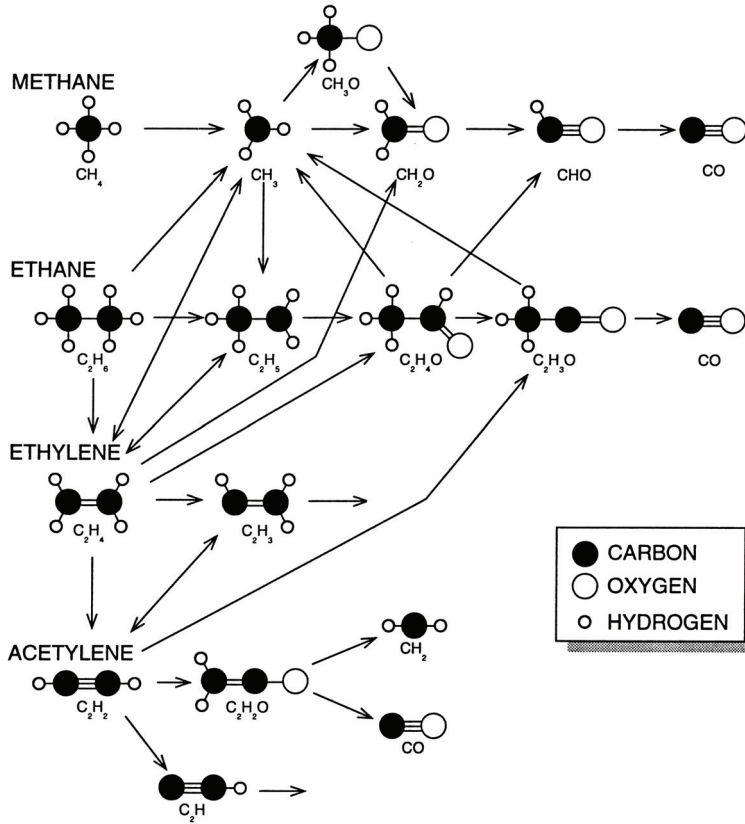 CH₃O
METHANE
CH₄
CH₃
CH₂O
CHO
CO
ETHANE
C₂H₆
C₂H₅
C₂H₄O
C₂H₃O
CO
ETHYLENE
C₂H₄
C₂H₃
CARBON
OXYGEN
HYDROGEN
ACETYLENE
C₂H₂
C₂H₂O
CH₂
CO
C₂H